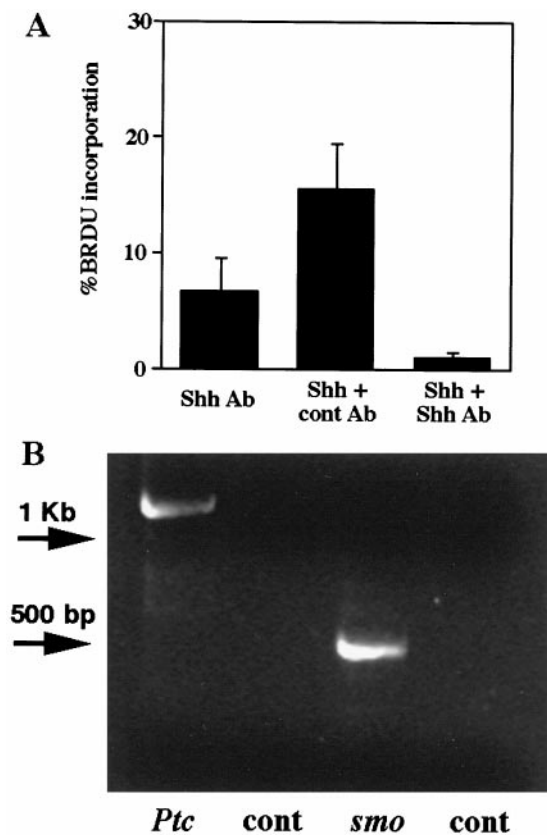 A
30
20
10
0
%BRDU incorporation
Shh Ab
Shh +
cont Ab
Shh +
Shh Ab
B
1 Kb
500 bp
Ptc cont smo cont